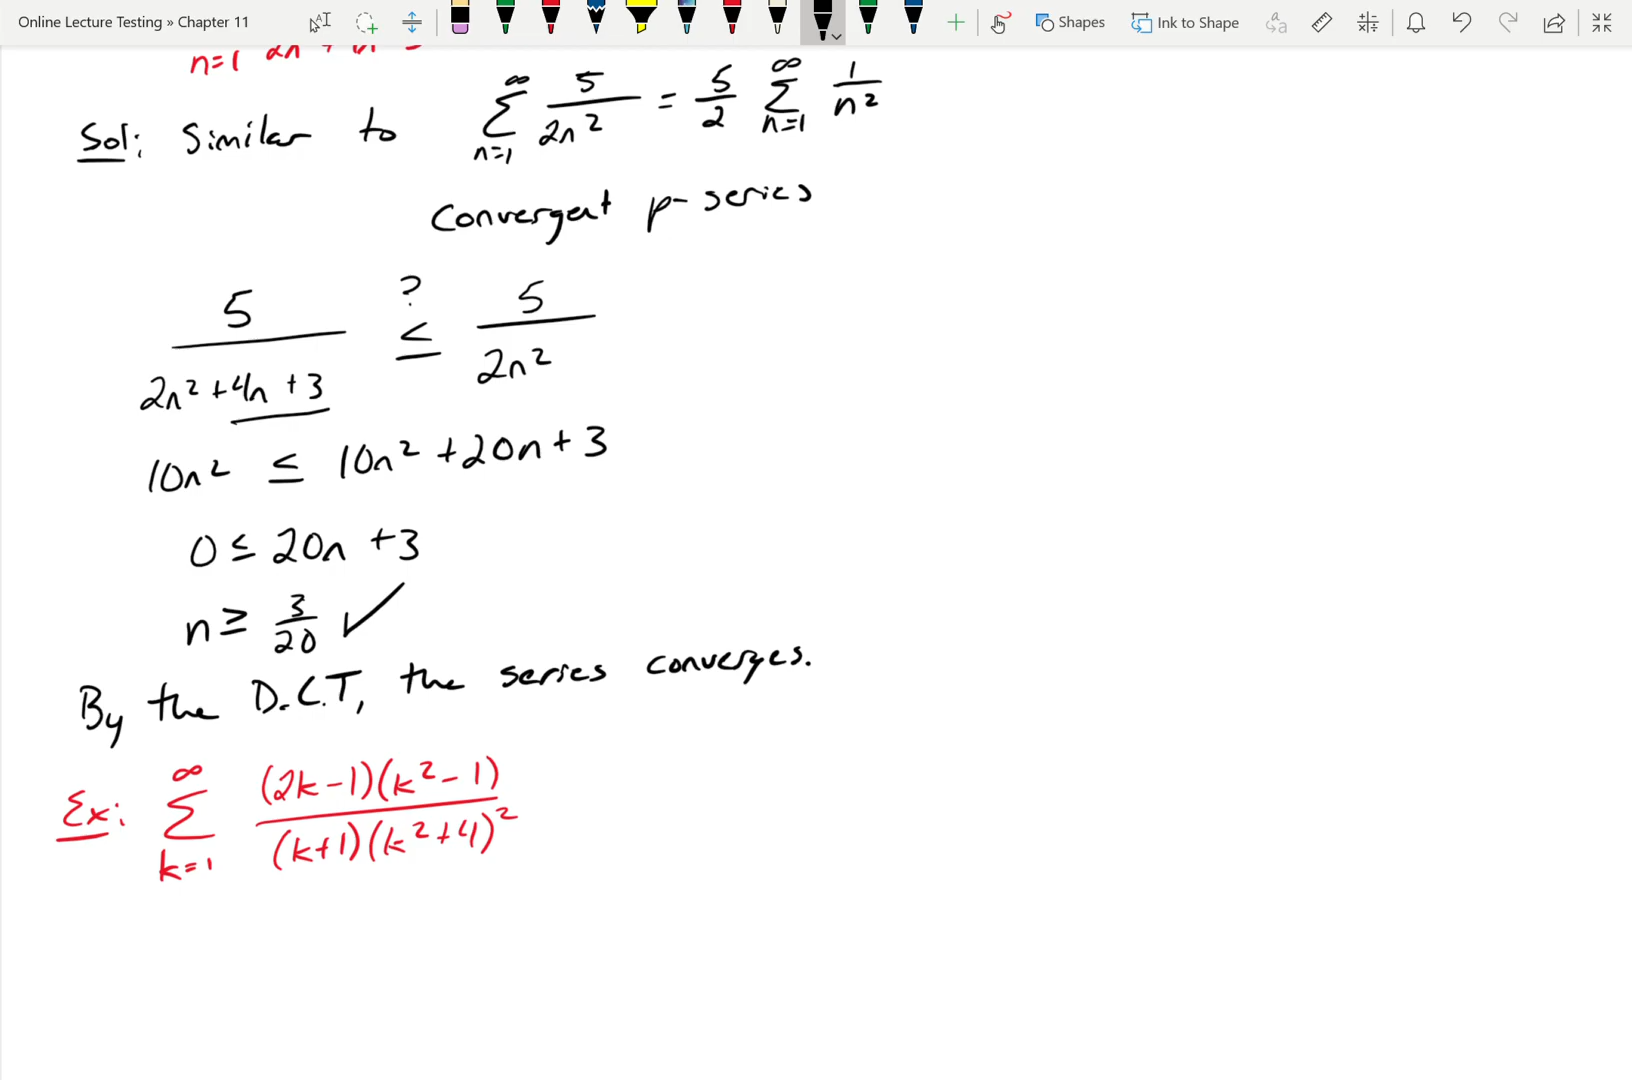 Online Lecture Testing » Chapter 11
Shapes
Ink to Shape
n=1
Sol: Similar to ∞ Σ n=1 5/(2n²) = 5/2 ∞ Σ n=1 1/n²
Convergent p-series
5/(2n²+4n+3) ≤? 5/(2n²)
10n² ≤ 10n²+20n+3
0 ≤ 20n+3
n ≥ 3/20 ✓
By the D.C.T, the series converges.
Ex: ∞ Σ k=1 (2k-1)(k²-1)/((k+1)(k²+4)²)